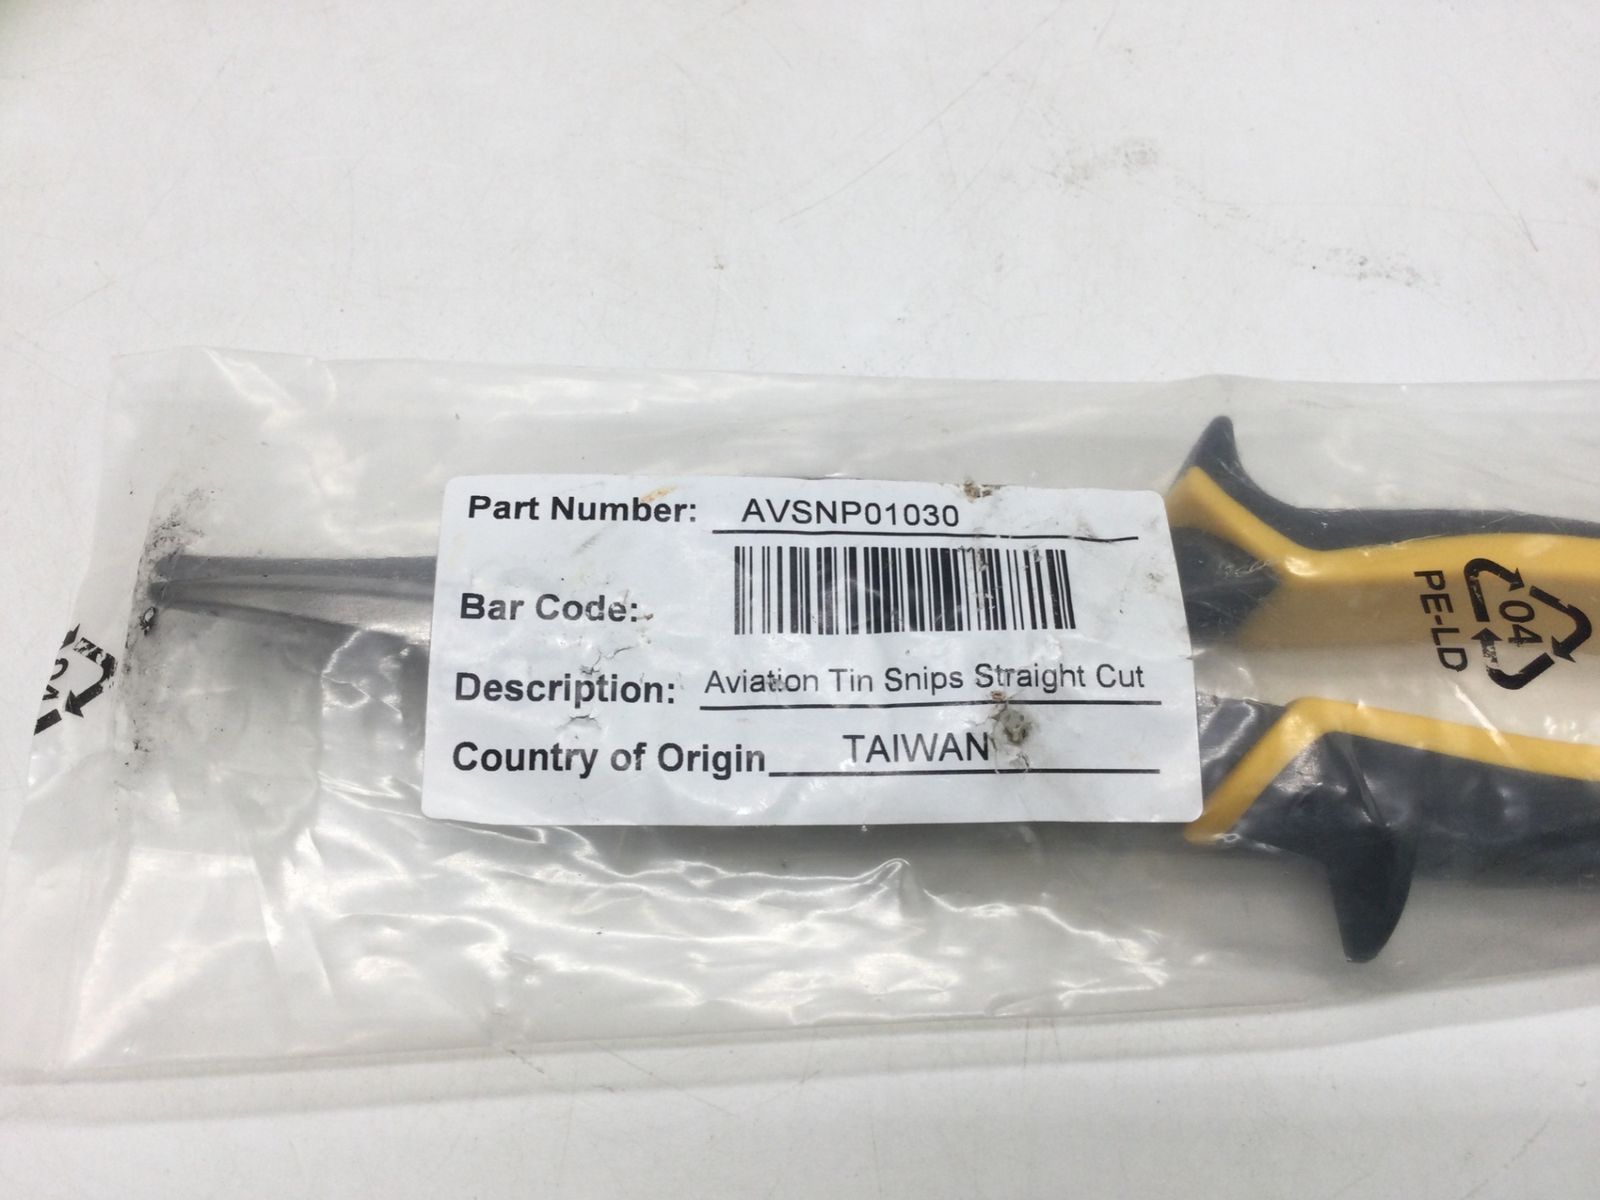 Part Number: AVSNP01030
Bar Code:
Description: Aviation Tin Snips Straight Cut
Country of Origin TAIWAN
04
PE-LD